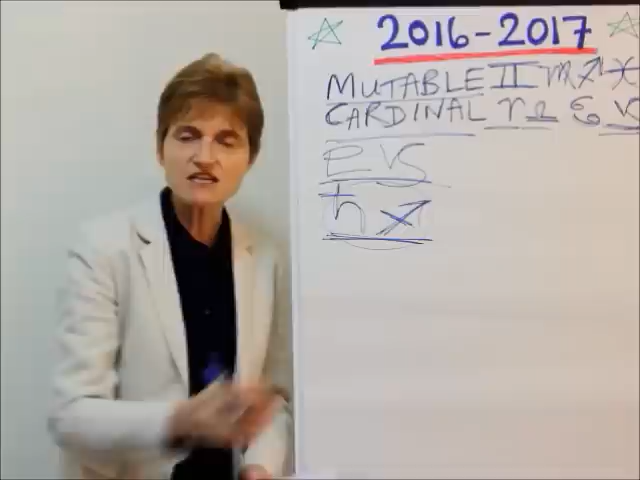 2016-2017
MUTABLE ♊ ♍ ♐ ♓
CARDINAL ♈ ♎ ♋ ♑
♇ ♑
♄ ♐